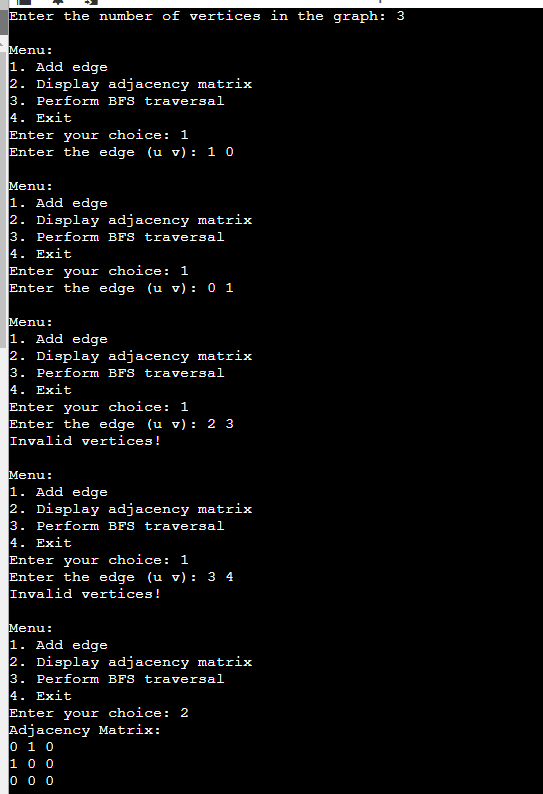 Enter the number of vertices in the graph: 3
Menu:
1. Add edge
2. Display adjacency matrix
3. Perform BFS traversal
4. Exit
Enter your choice: 1
Enter the edge (u v): 1 0
Menu:
1. Add edge
2. Display adjacency matrix
3. Perform BFS traversal
4. Exit
Enter your choice: 1
Enter the edge (u v): 0 1
Menu:
1. Add edge
2. Display adjacency matrix
3. Perform BFS traversal
4. Exit
Enter your choice: 1
Enter the edge (u v): 2 3
Invalid vertices!
Menu:
1. Add edge
2. Display adjacency matrix
3. Perform BFS traversal
4. Exit
Enter your choice: 1
Enter the edge (u v): 3 4
Invalid vertices!
Menu:
1. Add edge
2. Display adjacency matrix
3. Perform BFS traversal
4. Exit
Enter your choice: 2
Adjacency Matrix:
0 1 0
1 0 0
0 0 0